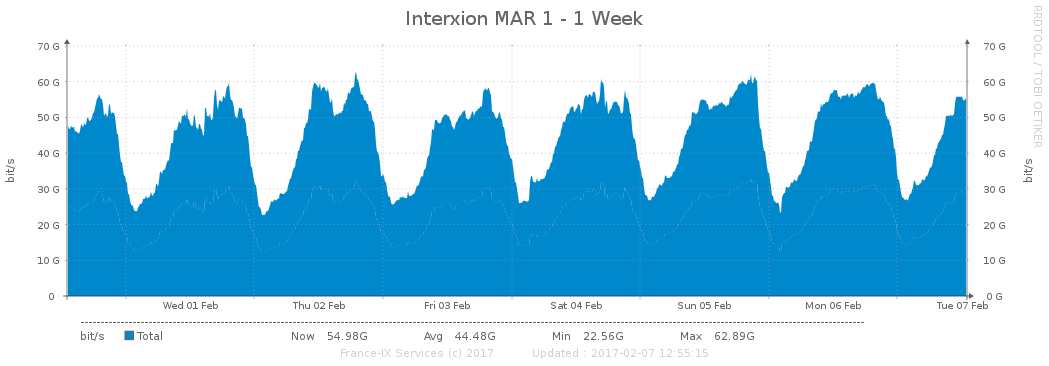 Interxion MAR 1 - 1 Week
RRDTOOL / TOBI OETIKER
bit/s
70 G 70 G
60 G 60 G
50 G 50 G
40 G 40 G
30 G 30 G
20 G 20 G
10 G 10 G
0 0 G
bit/s
Wed 01 Feb Thu 02 Feb Fri 03 Feb Sat 04 Feb Sun 05 Feb Mon 06 Feb Tue 07 Feb
bit/s Total Now 54.98G Avg 44.48G Min 22.56G Max 62.89G
France-IX Services (c) 2017 Updated : 2017-02-07 12:55:15